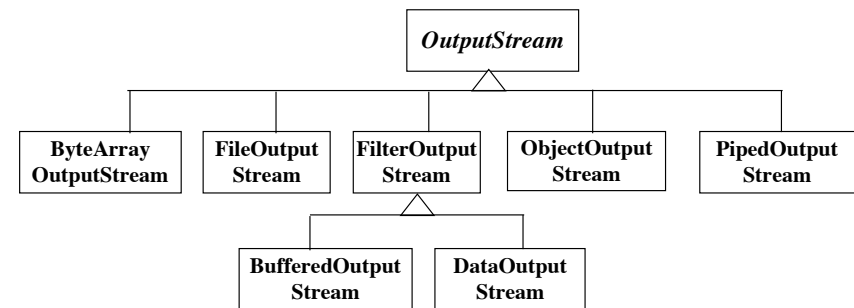 OutputStream
ByteArray
OutputStream
FileOutput
Stream
FilterOutput
Stream
ObjectOutput
Stream
PipedOutput
Stream
BufferedOutput
Stream
DataOutput
Stream